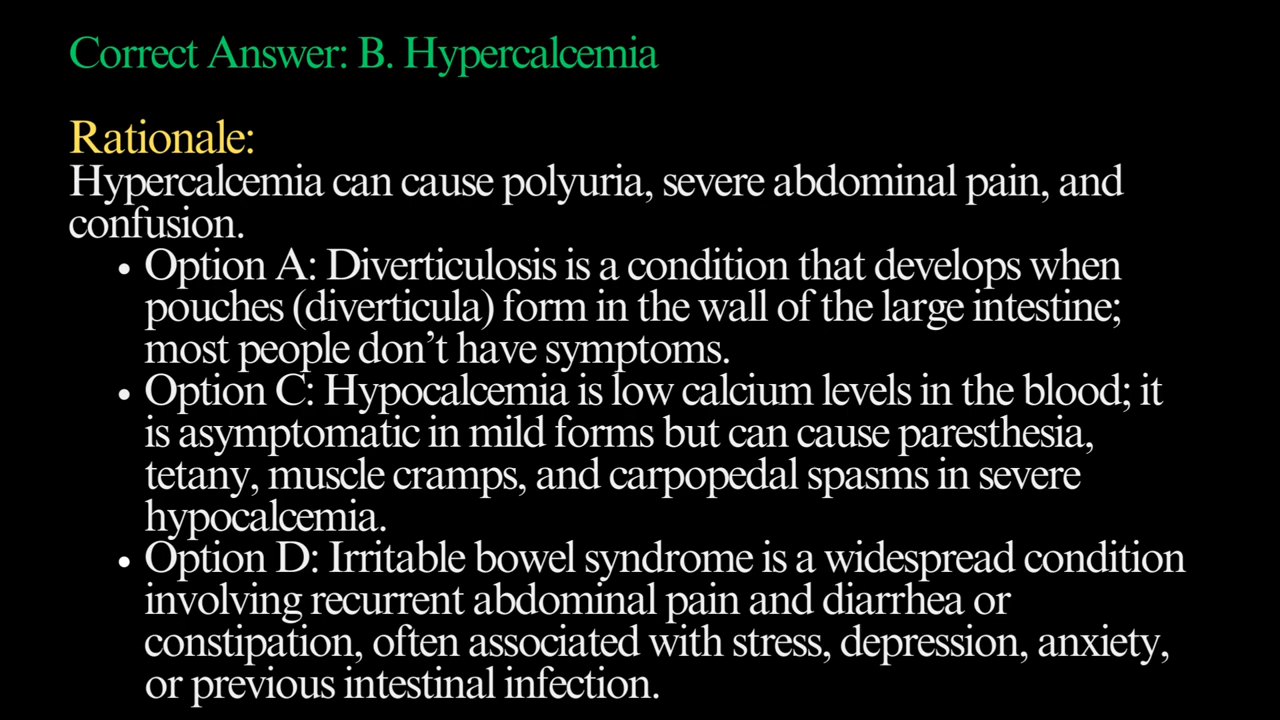 Correct Answer: B. Hypercalcemia
Rationale:
Hypercalcemia can cause polyuria, severe abdominal pain, and
confusion.
• Option A: Diverticulosis is a condition that develops when
pouches (diverticula) form in the wall of the large intestine;
most people don’t have symptoms.
• Option C: Hypocalcemia is low calcium levels in the blood; it
is asymptomatic in mild forms but can cause paresthesia,
tetany, muscle cramps, and carpopedal spasms in severe
hypocalcemia.
• Option D: Irritable bowel syndrome is a widespread condition
involving recurrent abdominal pain and diarrhea or
constipation, often associated with stress, depression, anxiety,
or previous intestinal infection.